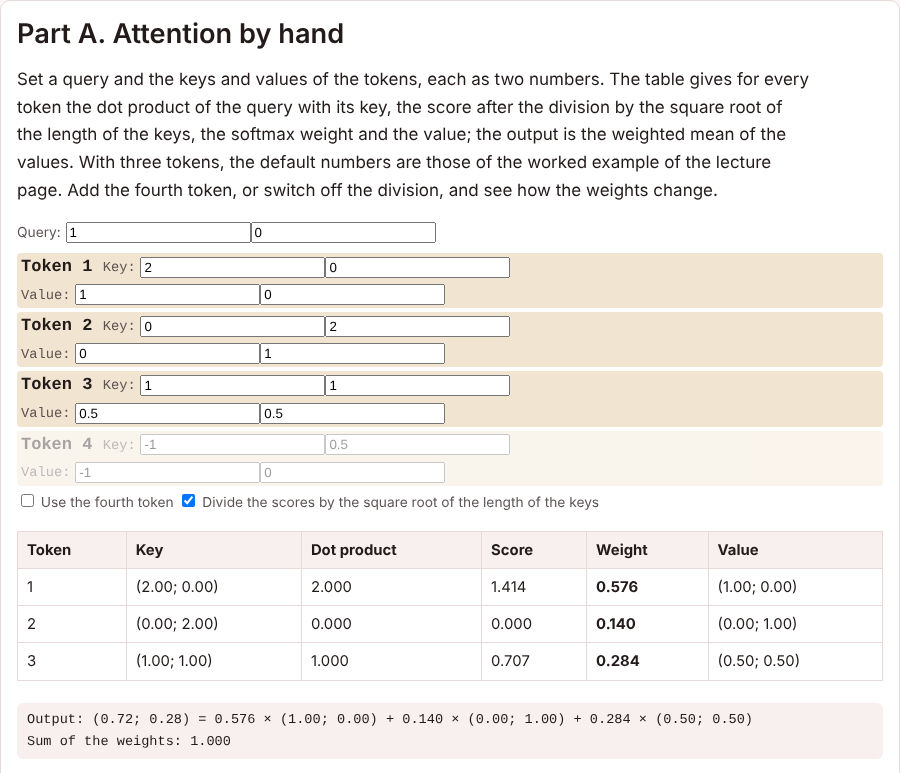 Part A. Attention by hand
Set a query and the keys and values of the tokens, each as two numbers. The table gives for every
token the dot product of the query with its key, the score after the division by the square root of
the length of the keys, the softmax weight and the value; the output is the weighted mean of the
values. With three tokens, the default numbers are those of the worked example of the lecture
page. Add the fourth token, or switch off the division, and see how the weights change.
Query: 1 0
Token 1 Key: 2 0
Value: 1 0
Token 2 Key: 0 2
Value: 0 1
Token 3 Key: 1 1
Value: 0.5 0.5
Token 4 Key: -1 0.5
Value: -1 0
Use the fourth token Divide the scores by the square root of the length of the keys
Token Key Dot product Score Weight Value
1 (2.00; 0.00) 2.000 1.414 0.576 (1.00; 0.00)
2 (0.00; 2.00) 0.000 0.000 0.140 (0.00; 1.00)
3 (1.00; 1.00) 1.000 0.707 0.284 (0.50; 0.50)
Output: (0.72; 0.28) = 0.576 × (1.00; 0.00) + 0.140 × (0.00; 1.00) + 0.284 × (0.50; 0.50)
Sum of the weights: 1.000